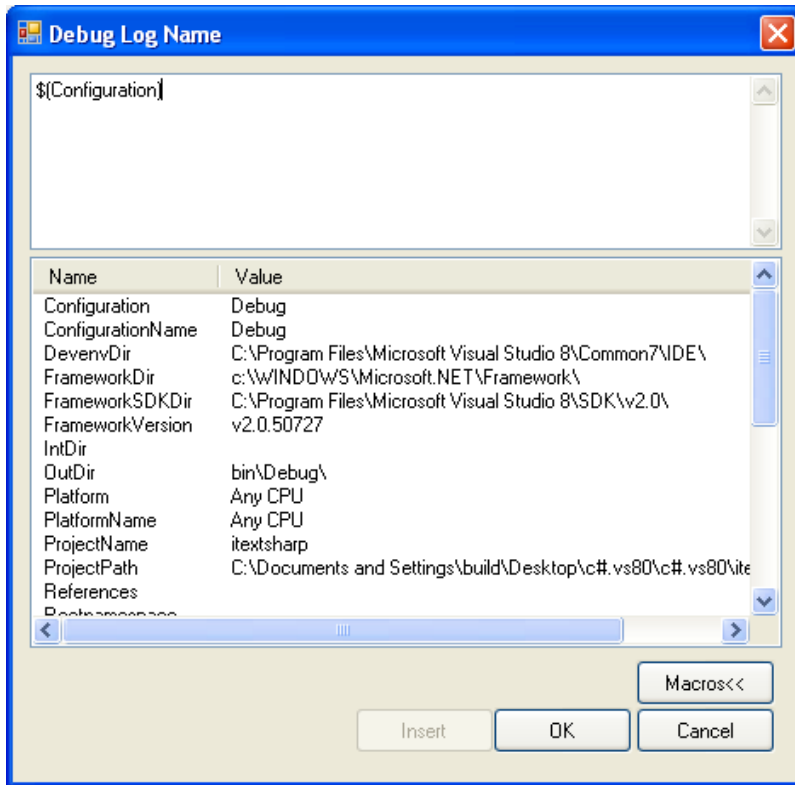 Debug Log Name
$(Configuration)
Name Value
Configuration Debug
ConfigurationName Debug
DevenvDir C:\Program Files\Microsoft Visual Studio 8\Common7\IDE\
FrameworkDir c:\WINDOWS\Microsoft.NET\Framework\
FrameworkSDKDir C:\Program Files\Microsoft Visual Studio 8\SDK\v2.0\
FrameworkVersion v2.0.50727
IntDir
OutDir bin\Debug\
Platform Any CPU
PlatformName Any CPU
ProjectName itextsharp
ProjectPath C:\Documents and Settings\build\Desktop\c#.vs80\c#.vs80\ite
References
Macros<<
Insert OK Cancel